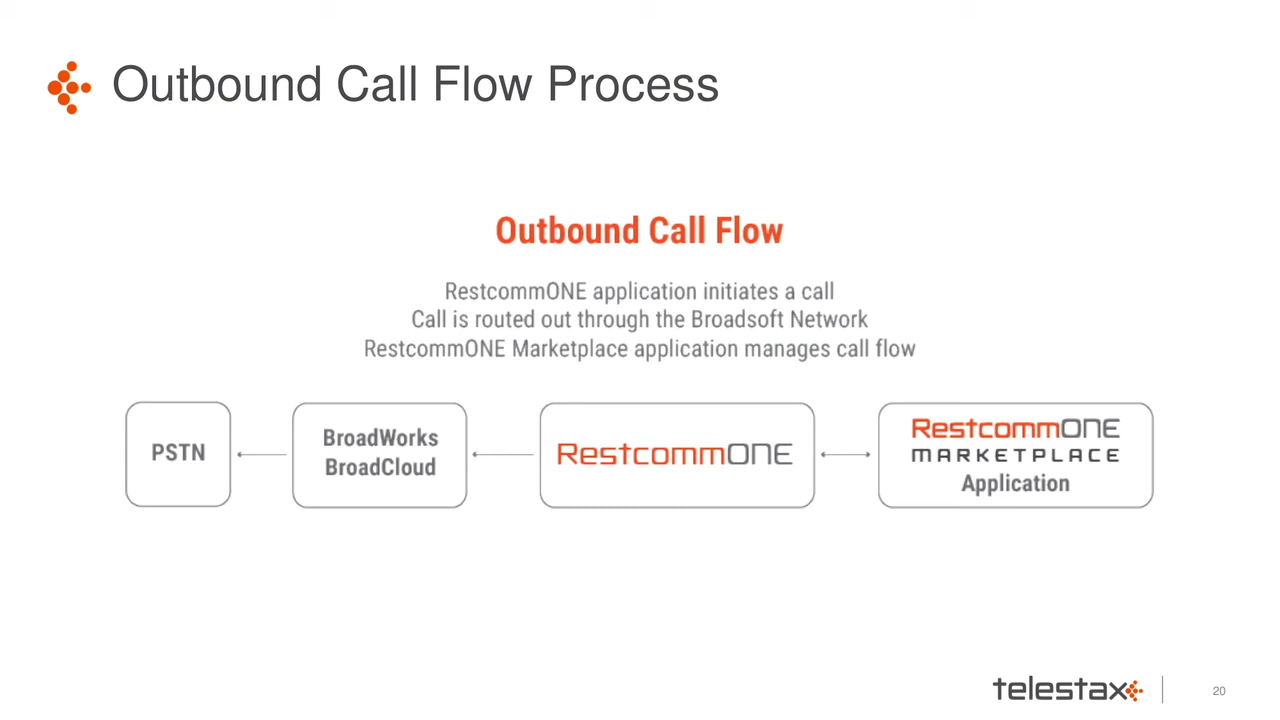 Outbound Call Flow Process
Outbound Call Flow
RestcommONE application initiates a call
Call is routed out through the Broadsoft Network
RestcommONE Marketplace application manages call flow
PSTN
BroadWorks
BroadCloud
RestcommONE
RestcommONE
MARKETPLACE
Application
telestax
20